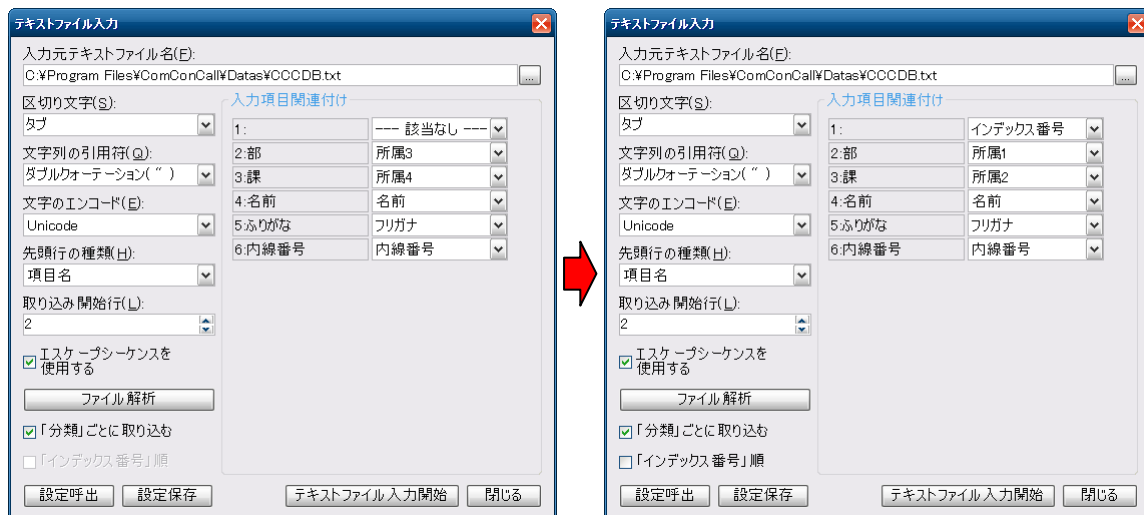 テキストファイル入力
入力元テキストファイル名(F):
C:¥Program Files¥ComConCall¥Datas¥CCCDB.txt
...
区切り文字(S):
タブ
文字列の引用符(Q):
ダブルクォーテーション( “ )
文字のエンコード(E):
Unicode
先頭行の種類(H):
項目名
取り込み開始行(L):
2
エスケープシーケンスを
使用する
ファイル解析
「分類」ごとに取り込む
「インデックス番号」順
入力項目関連付け
1: --- 該当なし ---
2:部 所属3
3:課 所属4
4:名前 名前
5:ふりがな フリガナ
6:内線番号 内線番号
設定呼出 設定保存 テキストファイル入力開始 閉じる
テキストファイル入力
入力元テキストファイル名(F):
C:¥Program Files¥ComConCall¥Datas¥CCCDB.txt
...
区切り文字(S):
タブ
文字列の引用符(Q):
ダブルクォーテーション( “ )
文字のエンコード(E):
Unicode
先頭行の種類(H):
項目名
取り込み開始行(L):
2
エスケープシーケンスを
使用する
ファイル解析
「分類」ごとに取り込む
「インデックス番号」順
入力項目関連付け
1: インデックス番号
2:部 所属1
3:課 所属2
4:名前 名前
5:ふりがな フリガナ
6:内線番号 内線番号
設定呼出 設定保存 テキストファイル入力開始 閉じる